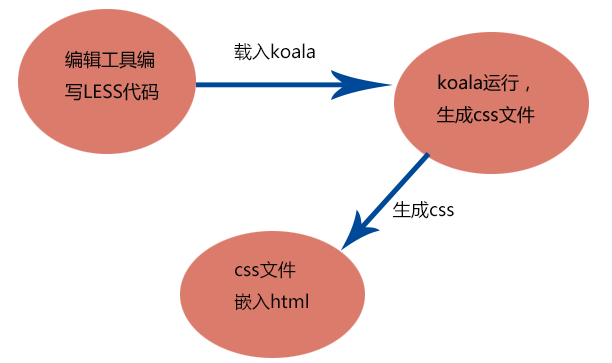 编辑工具编
写LESS代码
载入koala
koala运行，
生成css文件
生成css
css文件
嵌入html